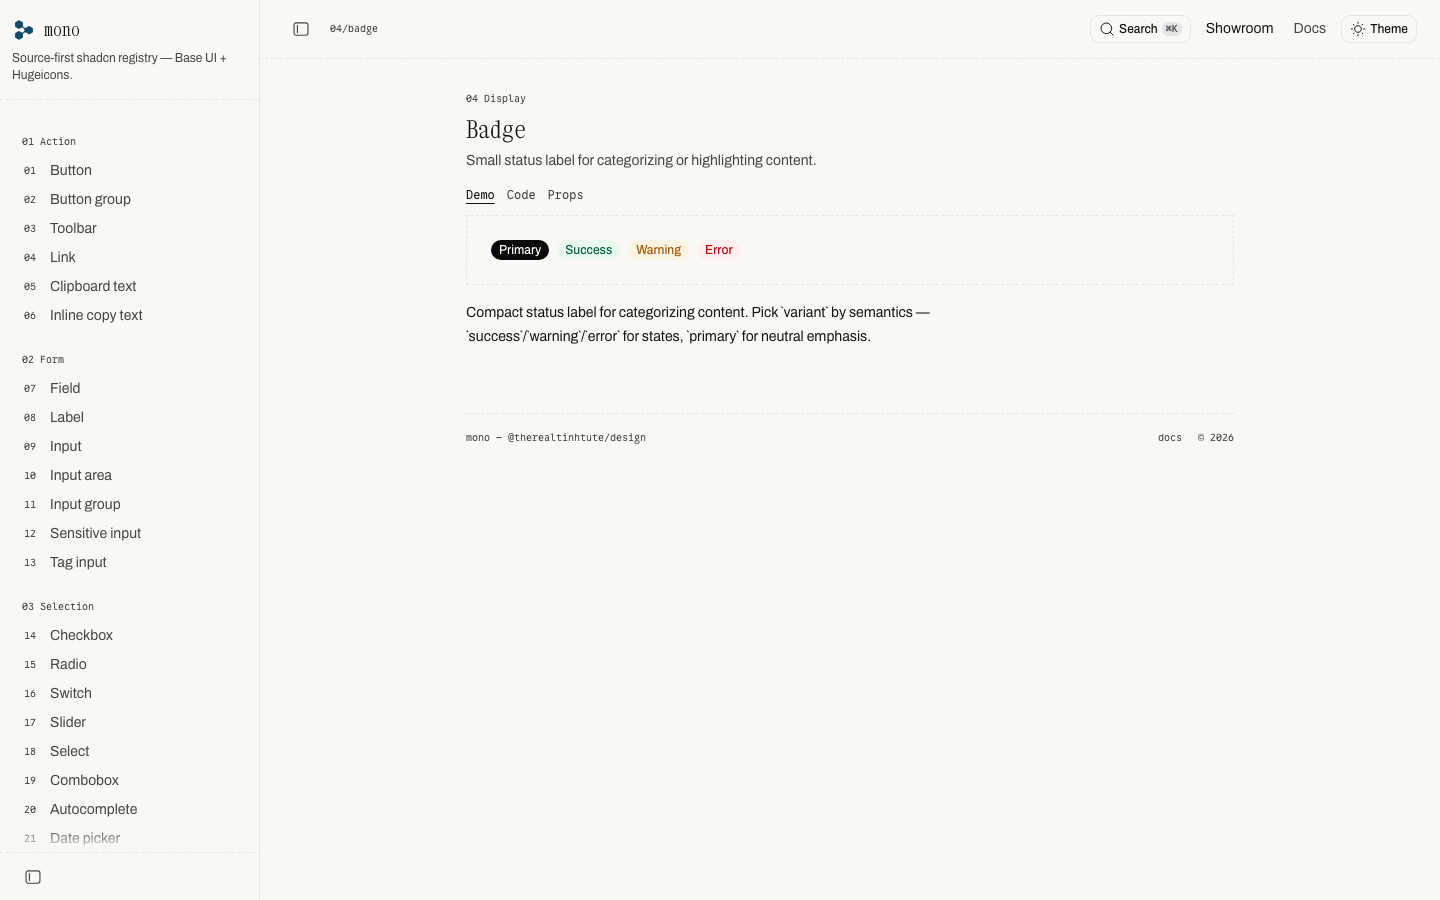 mono
Source-first shadcn registry — Base UI +
Hugeicons.
01 Action
01 Button
02 Button group
03 Toolbar
04 Link
05 Clipboard text
06 Inline copy text
02 Form
07 Field
08 Label
09 Input
10 Input area
11 Input group
12 Sensitive input
13 Tag input
03 Selection
14 Checkbox
15 Radio
16 Switch
17 Slider
18 Select
19 Combobox
20 Autocomplete
21 Date picker
04/badge
Search ⌘K
Showroom
Docs
Theme
04 Display
Badge
Small status label for categorizing or highlighting content.
Demo Code Props
Primary Success Warning Error
Compact status label for categorizing content. Pick `variant` by semantics —
`success`/`warning`/`error` for states, `primary` for neutral emphasis.
mono — @therealtinhtute/design
docs © 2026